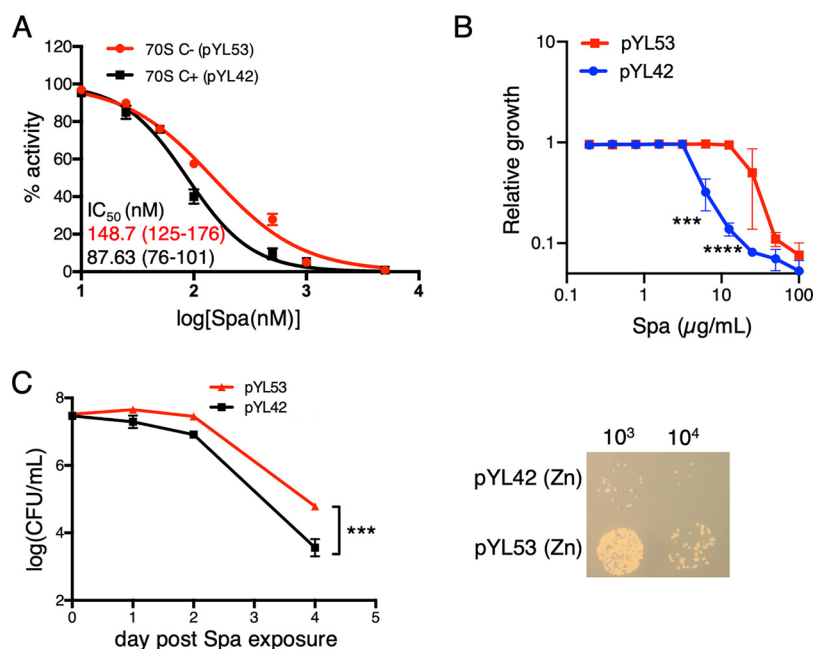 A
120
100
80
60
40
20
0
% activity
70S C- (pYL53)
70S C+ (pYL42)
IC50 (nM)
148.7 (125-176)
87.63 (76-101)
1 2 3 4
log[Spa(nM)]
B
10
1
0.1
Relative growth
pYL53
pYL42
***
****
0.1 1 10 100
Spa (µg/mL)
C
8
6
4
2
log(CFU/mL)
pYL53
pYL42
***
0 1 2 3 4 5
day post Spa exposure
10³ 10⁴
pYL42 (Zn)
pYL53 (Zn)